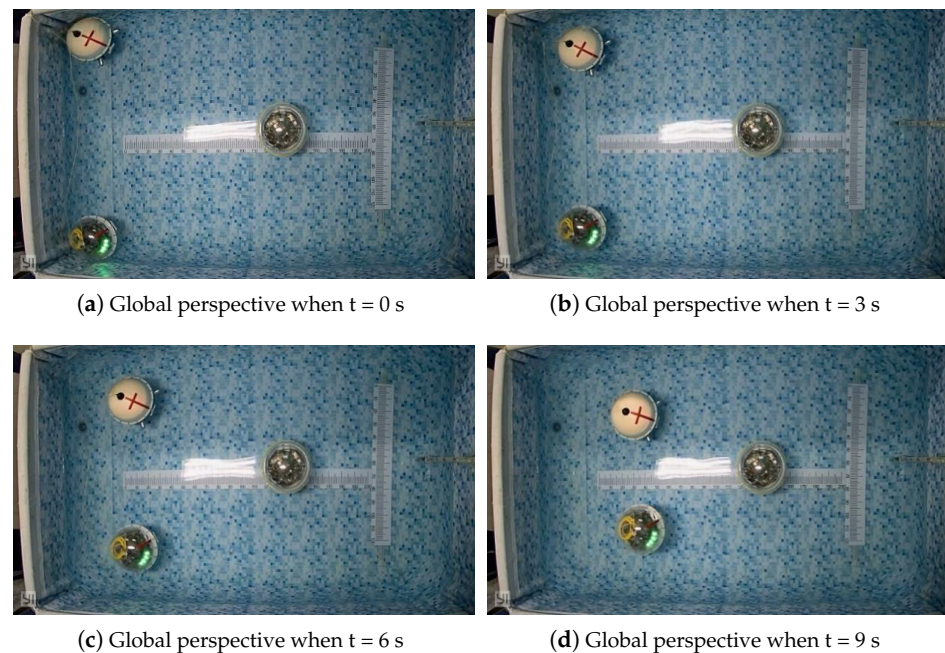 (a) Global perspective when t = 0 s
(b) Global perspective when t = 3 s
(c) Global perspective when t = 6 s
(d) Global perspective when t = 9 s